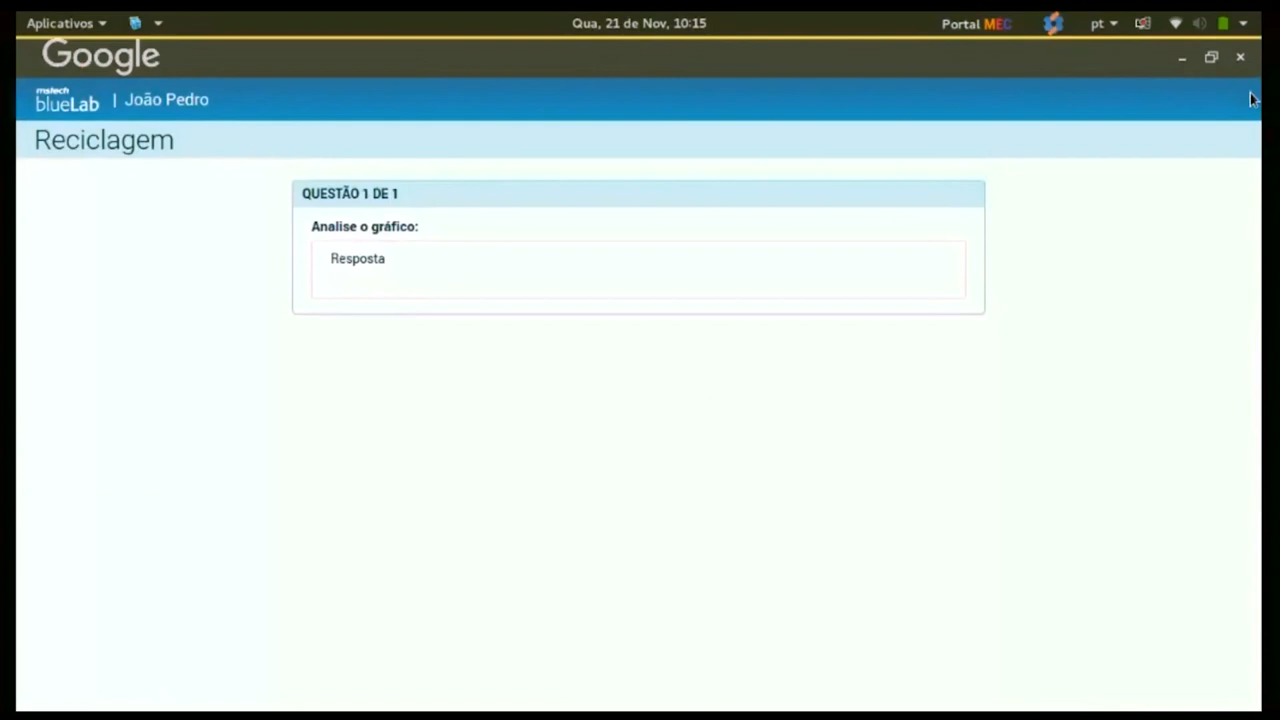 Aplicativos
Qua, 21 de Nov, 10:15
Portal MEC
pt
Google
mstech
blueLab | João Pedro
Reciclagem
QUESTÃO 1 DE 1
Analise o gráfico:
Resposta